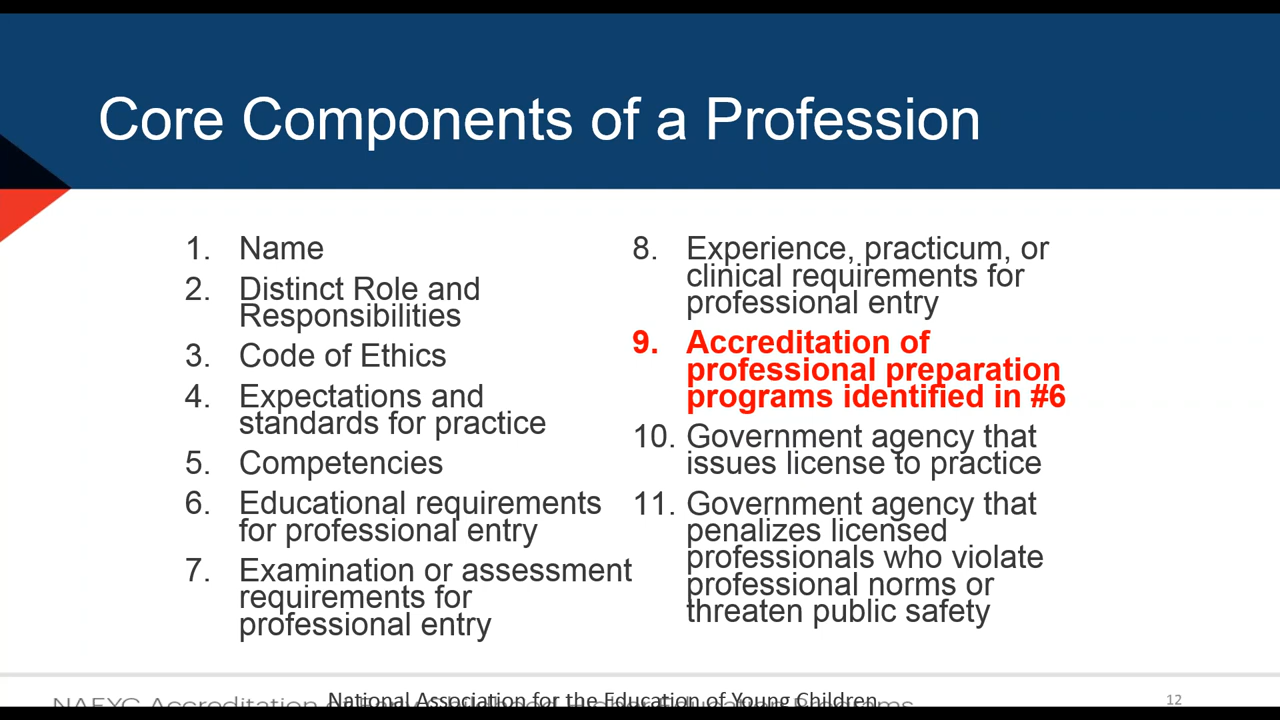 Core Components of a Profession
1. Name
2. Distinct Role and
Responsibilities
3. Code of Ethics
4. Expectations and
standards for practice
5. Competencies
6. Educational requirements
for professional entry
7. Examination or assessment
requirements for
professional entry
8. Experience, practicum, or
clinical requirements for
professional entry
9. Accreditation of
professional preparation
programs identified in #6
10. Government agency that
issues license to practice
11. Government agency that
penalizes licensed
professionals who violate
professional norms or
threaten public safety
NAEYC Accreditation
National Association for the Education of Young Children
12